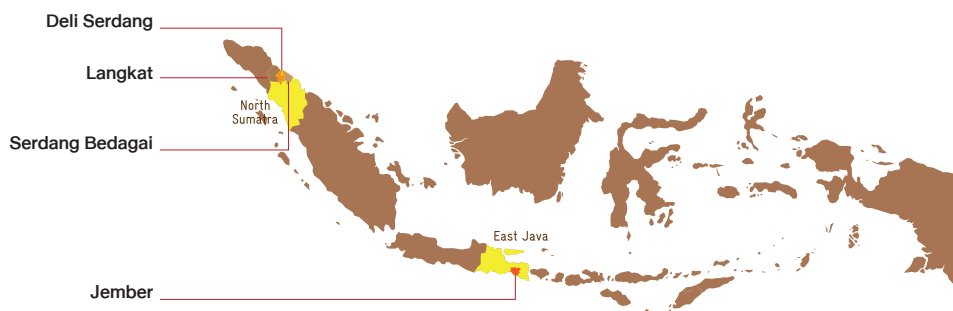 Deli Serdang
Langkat
North
Sumatra
Serdang Bedagai
East Java
Jember